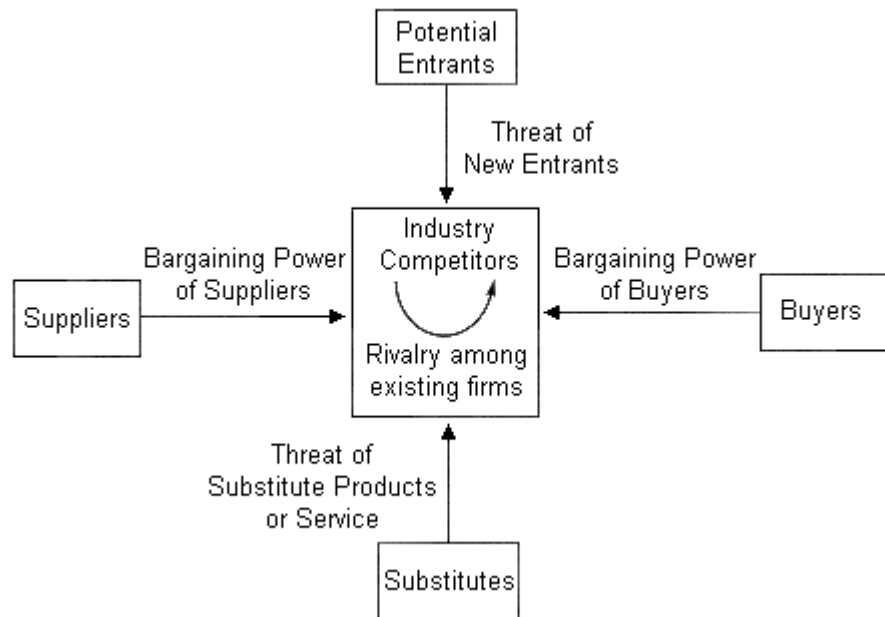 Potential
Entrants
Threat of
New Entrants
Industry
Competitors
Bargaining Power
of Suppliers
Bargaining Power
of Buyers
Suppliers
Buyers
Rivalry among
existing firms
Threat of
Substitute Products
or Service
Substitutes